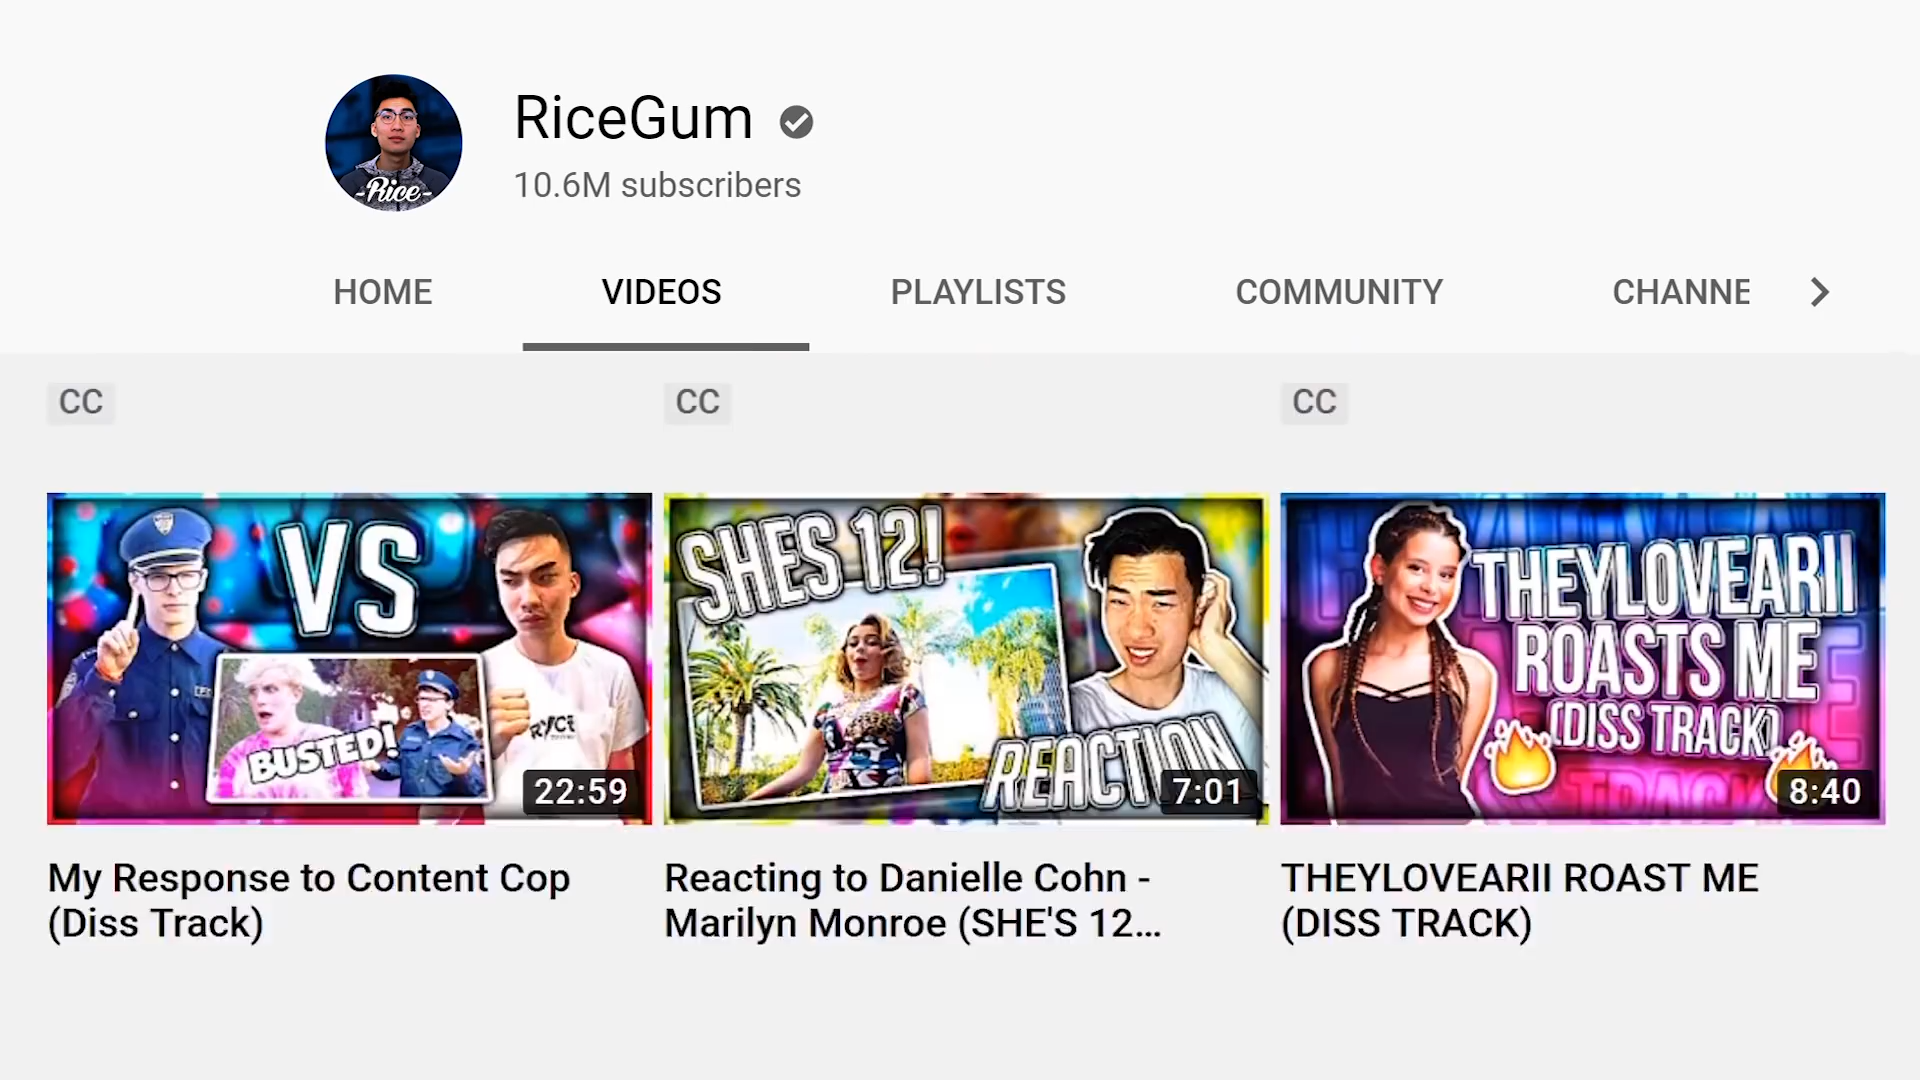 RiceGum
10.6M subscribers
-Rice-
HOME VIDEOS PLAYLISTS COMMUNITY CHANNE
CC CC CC
VS
BUSTED!
RYCE
22:59
SHES 12!
REACTION
7:01
THEYLOVEARII
ROASTS ME
(DISS TRACK)
8:40
My Response to Content Cop
(Diss Track)
Reacting to Danielle Cohn -
Marilyn Monroe (SHE'S 12...
THEYLOVEARII ROAST ME
(DISS TRACK)